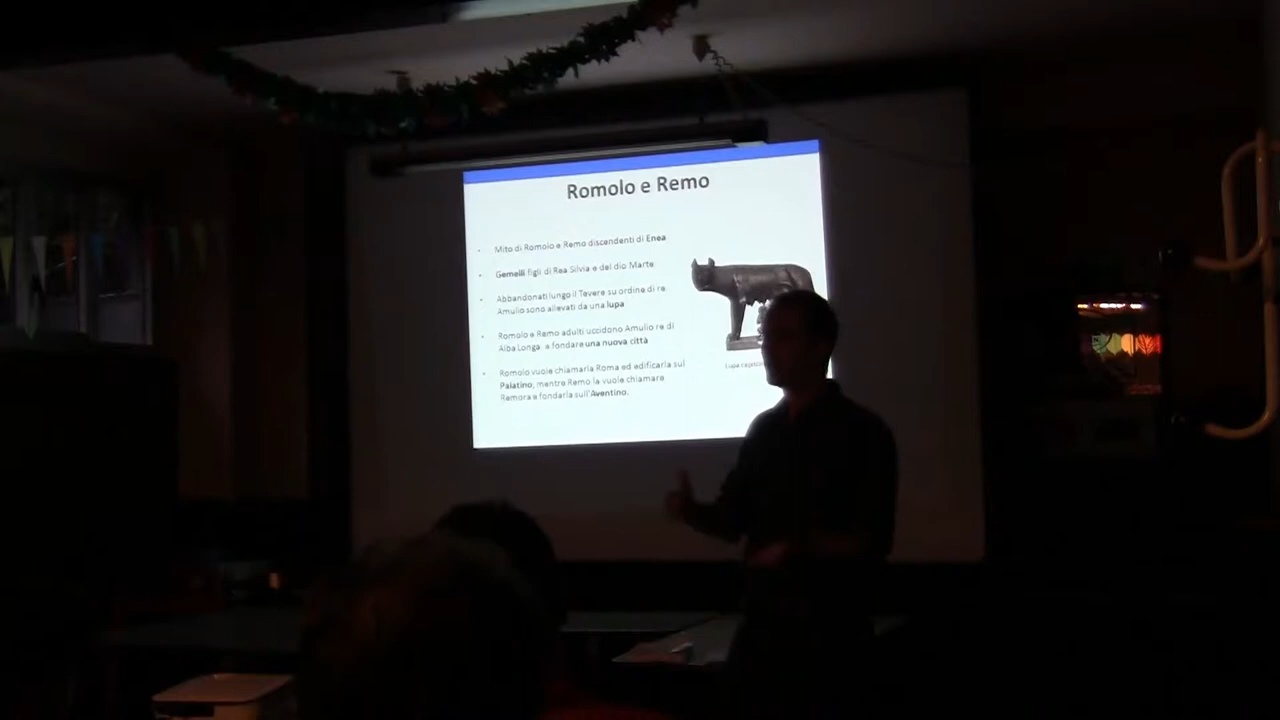 Romolo e Remo
Mito di Romolo e Remo discendenti di Enea
Gemelli figli di Rea Silvia e del dio Marte
Abbandonati lungo il Tevere su ordine di re
Amulio sono allevati da una lupa
Romolo e Remo adulti uccidono Amulio re di
Alba Longa e fondare una nuova città
Romolo vuole chiamarla Roma ed edificarla sul
Palatino, mentre Remo la vuole chiamare
Remora e fondarla sull'Aventino.
Lupa